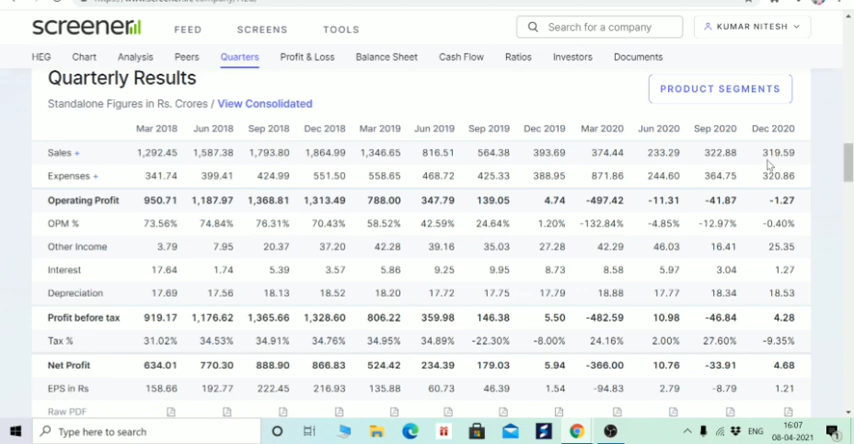 screener
FEED SCREENS TOOLS
Search for a company
KUMAR NITESH
HEG Chart Analysis Peers Quarters Profit & Loss Balance Sheet Cash Flow Ratios Investors Documents
Quarterly Results
PRODUCT SEGMENTS
Standalone Figures in Rs. Crores / View Consolidated
Mar 2018 Jun 2018 Sep 2018 Dec 2018 Mar 2019 Jun 2019 Sep 2019 Dec 2019 Mar 2020 Jun 2020 Sep 2020 Dec 2020
Sales + 1,292.45 1,587.38 1,793.80 1,864.99 1,346.65 816.51 564.38 393.69 374.44 233.29 322.88 319.59
Expenses + 341.74 399.41 424.99 551.50 558.65 468.72 425.33 388.95 871.86 244.60 364.75 320.86
Operating Profit 950.71 1,187.97 1,368.81 1,313.49 788.00 347.79 139.05 4.74 -497.42 -11.31 -41.87 -1.27
OPM % 73.56% 74.84% 76.31% 70.43% 58.52% 42.59% 24.64% 1.20% -132.84% -4.85% -12.97% -0.40%
Other Income 3.79 7.95 20.37 37.20 42.28 39.16 35.03 27.28 42.29 46.03 16.41 25.35
Interest 17.64 1.74 5.39 3.57 5.86 9.25 9.95 8.73 8.58 5.97 3.04 1.27
Depreciation 17.69 17.56 18.13 18.52 18.20 17.72 17.75 17.79 18.88 17.77 18.34 18.53
Profit before tax 919.17 1,176.62 1,365.66 1,328.60 806.22 359.98 146.38 5.50 -482.59 10.98 -46.84 4.28
Tax % 31.02% 34.53% 34.91% 34.76% 34.95% 34.89% -22.30% -8.00% 24.16% 2.00% 27.60% -9.35%
Net Profit 634.01 770.30 888.90 866.83 524.42 234.39 179.03 5.94 -366.00 10.76 -33.91 4.68
EPS in Rs 158.66 192.77 222.45 216.93 135.88 60.73 46.39 1.54 -94.83 2.79 -8.79 1.21
Raw PDF
Type here to search
ENG
16:07
08-04-2021